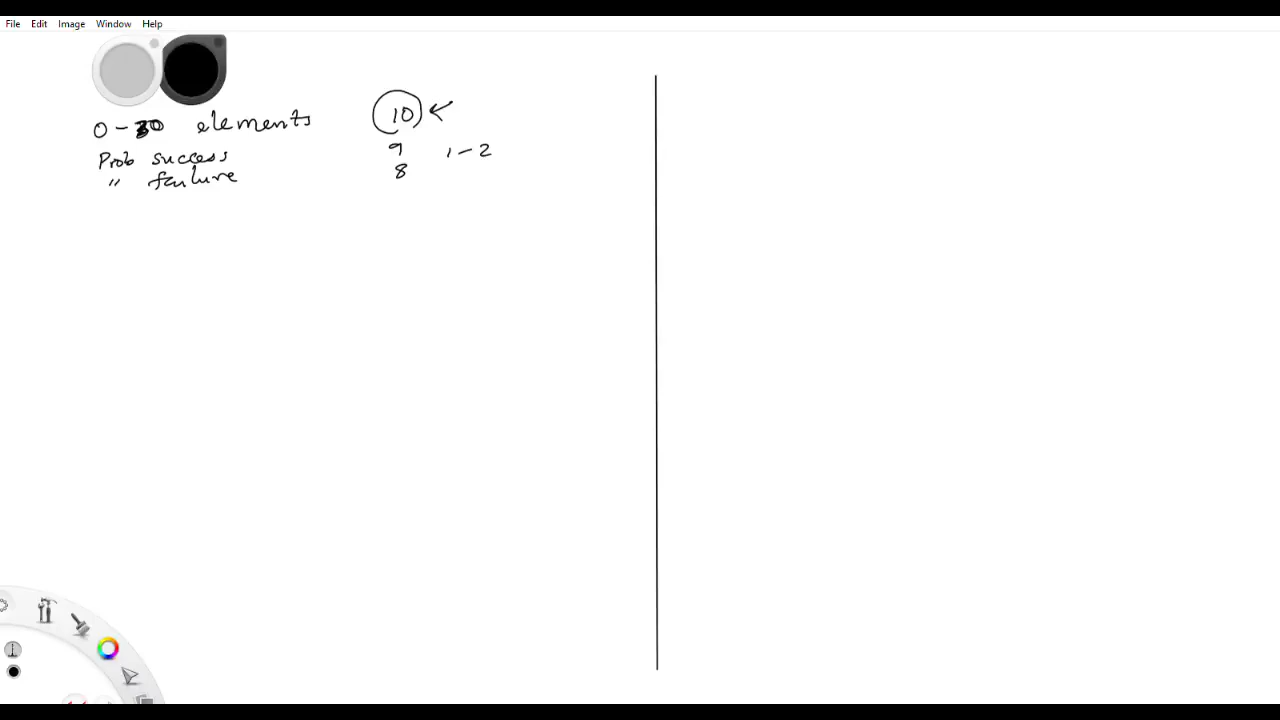 File Edit Image Window Help
0-30 elements
Prob success
" failure
10 ←
9
8
1-2